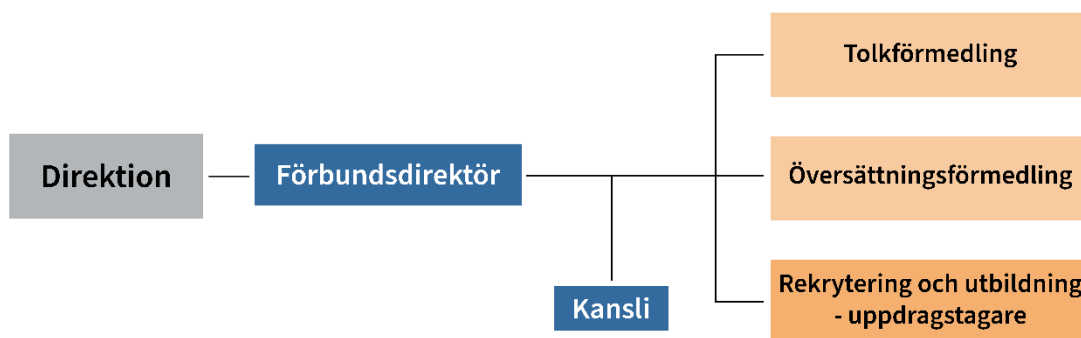 Direktion
Förbundsdirektör
Kansli
Tolkförmedling
Översättningsförmedling
Rekrytering och utbildning
- uppdragstagare